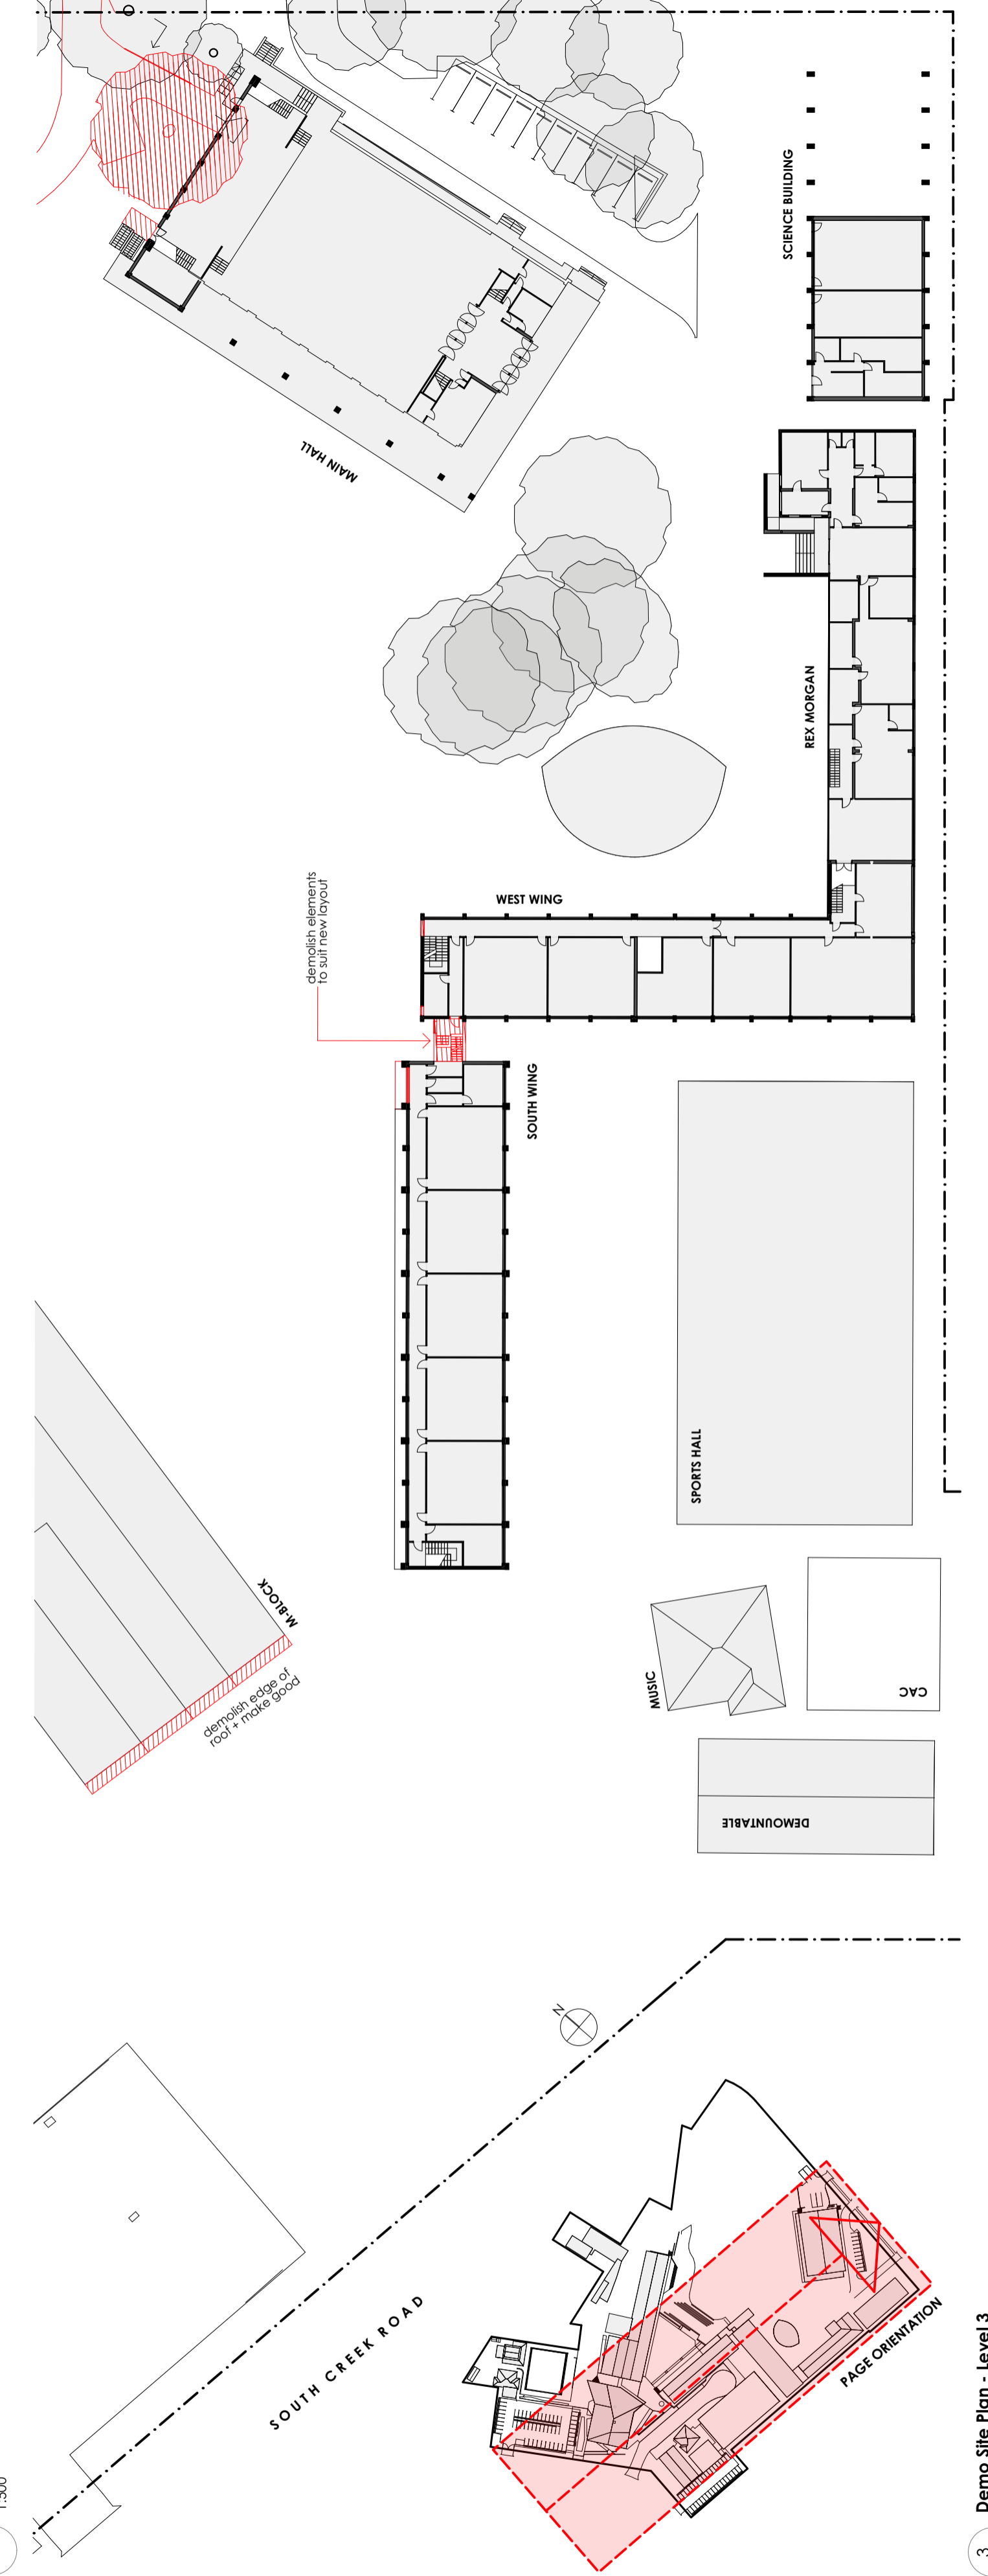 SCIENCE BUILDING
MAIN HALL
REX MORGAN
demolish elements
to suit new layout
WEST WING
SOUTH WING
SPORTS HALL
M-BLOCK
demolish edge of
roof + make good
MUSIC
CAC
DEMOUNTABLE
N
SOUTH CREEK ROAD
PAGE ORIENTATION
1:500
3
Demo Site Plan - Level 3